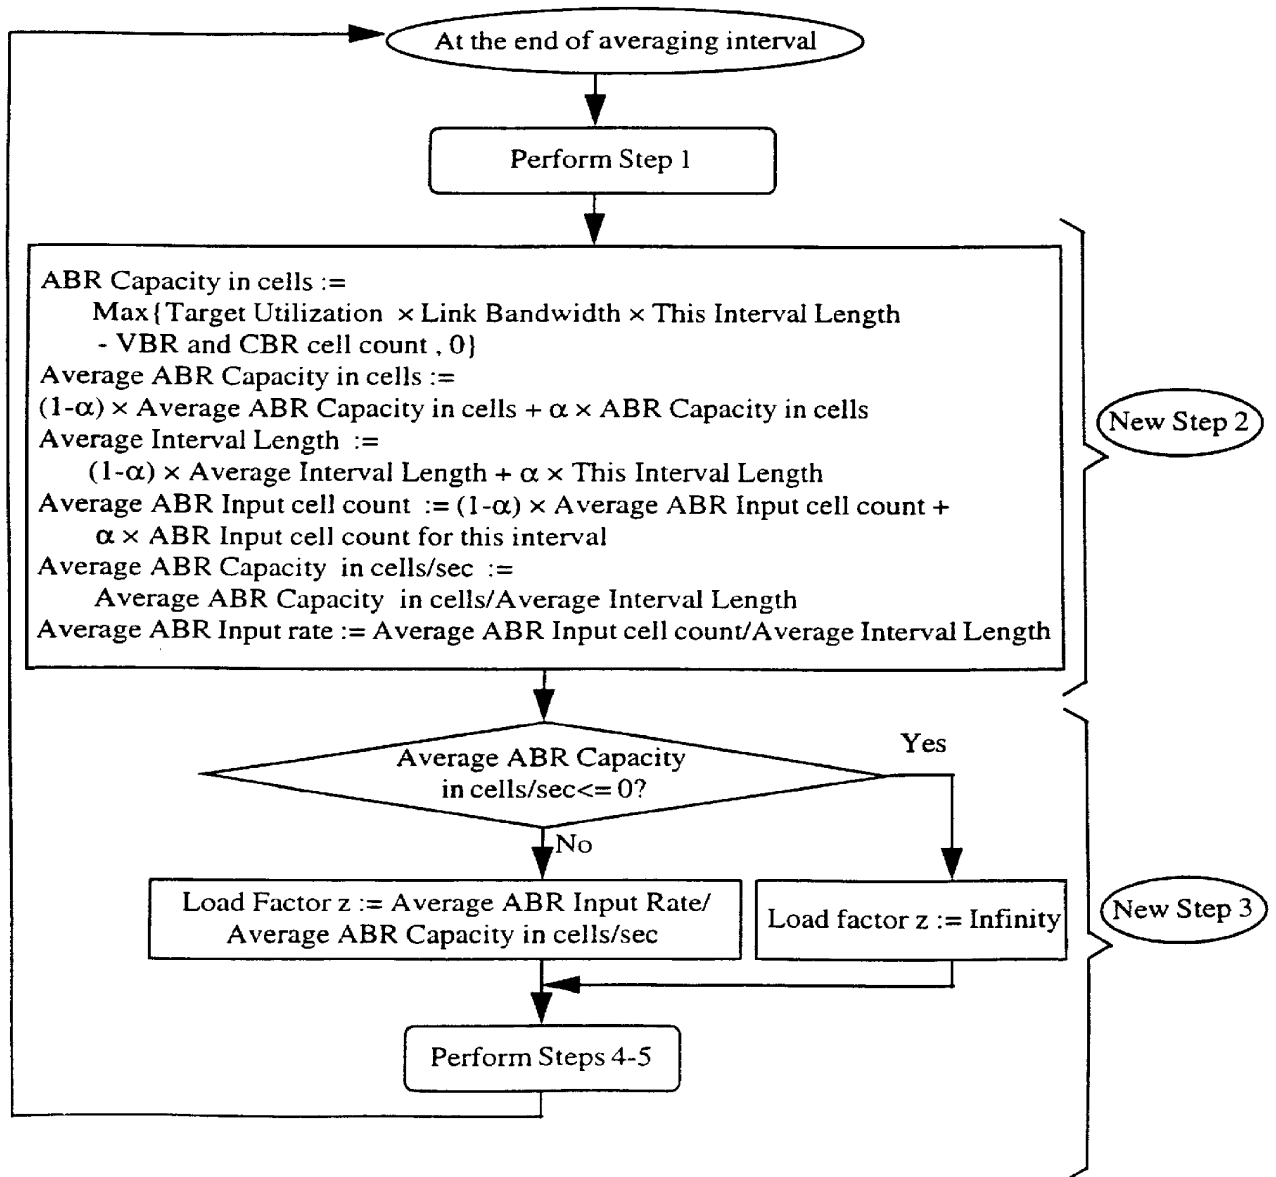 At the end of averaging interval
Perform Step 1
ABR Capacity in cells :=
Max{Target Utilization × Link Bandwidth × This Interval Length
- VBR and CBR cell count , 0}
Average ABR Capacity in cells :=
(1-α) × Average ABR Capacity in cells + α × ABR Capacity in cells
Average Interval Length :=
(1-α) × Average Interval Length + α × This Interval Length
Average ABR Input cell count := (1-α) × Average ABR Input cell count +
α × ABR Input cell count for this interval
Average ABR Capacity in cells/sec :=
Average ABR Capacity in cells/Average Interval Length
Average ABR Input rate := Average ABR Input cell count/Average Interval Length
New Step 2
Average ABR Capacity
in cells/sec<= 0?
Yes
No
Load Factor z := Average ABR Input Rate/
Average ABR Capacity in cells/sec
Load factor z := Infinity
New Step 3
Perform Steps 4-5